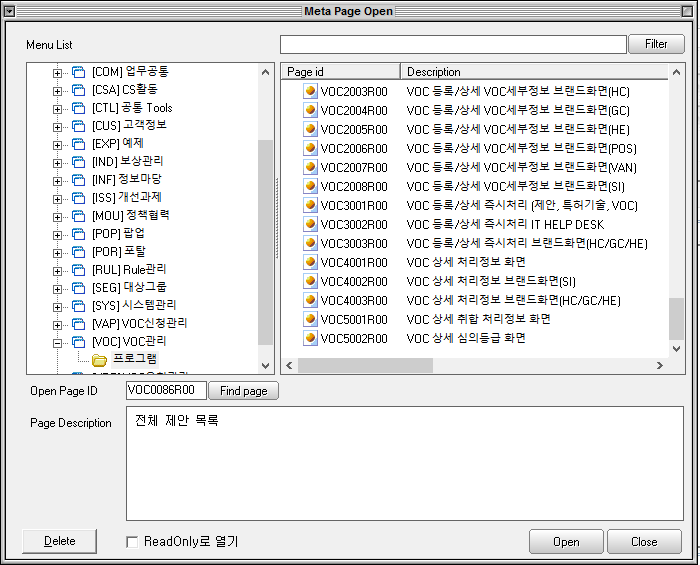 Meta Page Open
Menu List
Filter
[COM] 업무공통
[CSA] CS활동
[CTL] 공통 Tools
[CUS] 고객정보
[EXP] 예제
[IND] 보상관리
[INF] 정보마당
[ISS] 개선과제
[MOU] 정책협력
[POP] 팝업
[POR] 포탈
[RUL] Rule관리
[SEG] 대상그룹
[SYS] 시스템관리
[VAP] VOC신청관리
[VOC] VOC관리
프로그램
Page id Description
VOC2003R00 VOC 등록/상세 VOC세부정보 브랜드화면(HC)
VOC2004R00 VOC 등록/상세 VOC세부정보 브랜드화면(GC)
VOC2005R00 VOC 등록/상세 VOC세부정보 브랜드화면(HE)
VOC2006R00 VOC 등록/상세 VOC세부정보 브랜드화면(POS)
VOC2007R00 VOC 등록/상세 VOC세부정보 브랜드화면(VAN)
VOC2008R00 VOC 등록/상세 VOC세부정보 브랜드화면(SI)
VOC3001R00 VOC 등록/상세 즉시처리 (제안, 특허기술, VOC)
VOC3002R00 VOC 등록/상세 즉시처리 IT HELP DESK
VOC3003R00 VOC 등록/상세 즉시처리 브랜드화면(HC/GC/HE)
VOC4001R00 VOC 상세 처리정보 화면
VOC4002R00 VOC 상세 처리정보 브랜드화면(SI)
VOC4003R00 VOC 상세 처리정보 브랜드화면(HC/GC/HE)
VOC5001R00 VOC 상세 취합 처리정보 화면
VOC5002R00 VOC 상세 심의등급 화면
Open Page ID VOC0086R00 Find page
Page Description 전체 제안 목록
Delete ReadOnly로 열기 Open Close